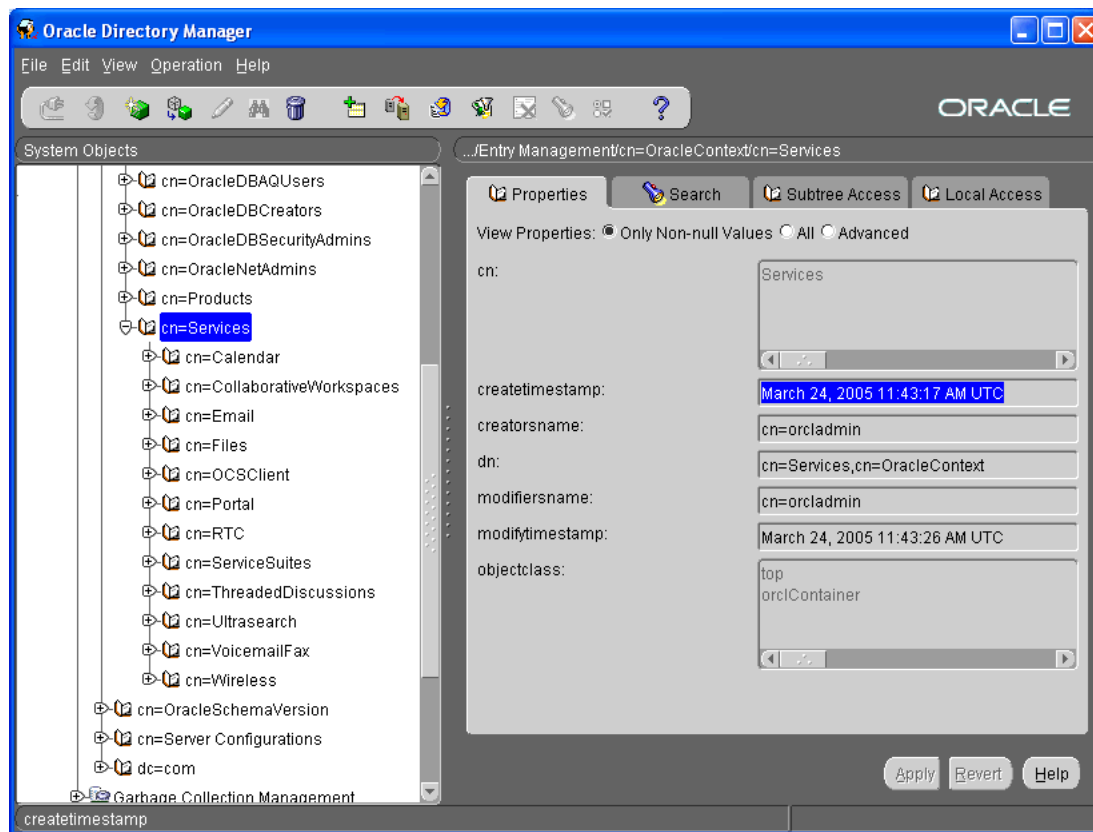 Oracle Directory Manager
File Edit View Operation Help
ORACLE
System Objects
.../Entry Management/cn=OracleContext/cn=Services
cn=OracleDBAQUsers
cn=OracleDBCreators
cn=OracleDBSecurityAdmins
cn=OracleNetAdmins
cn=Products
cn=Services
cn=Calendar
cn=CollaborativeWorkspaces
cn=Email
cn=Files
cn=OCSClient
cn=Portal
cn=RTC
cn=ServiceSuites
cn=ThreadedDiscussions
cn=Ultrasearch
cn=VoicemailFax
cn=Wireless
cn=OracleSchemaVersion
cn=Server Configurations
dc=com
Garbage Collection Management
Properties Search Subtree Access Local Access
View Properties: Only Non-null Values All Advanced
cn: Services
createtimestamp: March 24, 2005 11:43:17 AM UTC
creatorsname: cn=orcladmin
dn: cn=Services,cn=OracleContext
modifiersname: cn=orcladmin
modifytimestamp: March 24, 2005 11:43:26 AM UTC
objectclass: top
orclContainer
Apply Revert Help
createtimestamp